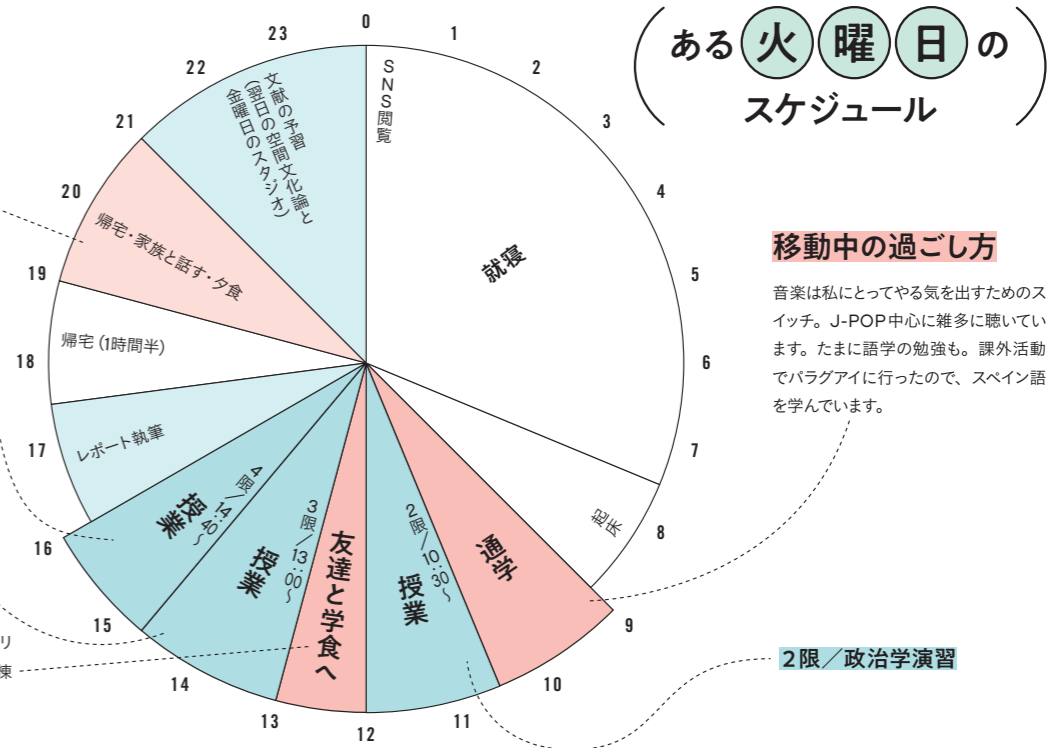 ある火曜日の
スケジュール
0
1
2
3
4
5
6
7
8
9
10
11
12
13
14
15
16
17
18
19
20
21
22
23
SNS閲覧
就寝
起床
通学
2限/10:30~
授業
友達と学食へ
3限/13:00~
授業
4限/14:40~
授業
レポート執筆
帰宅(1時間半)
帰宅・家族と話す・夕食
文献の予習
(翌日の空間文化論と
金曜日のスタジオ)
移動中の過ごし方
音楽は私にとってやる気を出すためのス
イッチ。J-POP中心に雑多に聴いてい
ます。たまに語学の勉強も。課外活動
でパラグアイに行ったので、スペイン語
を学んでいます。
2限/政治学演習
リ
棟